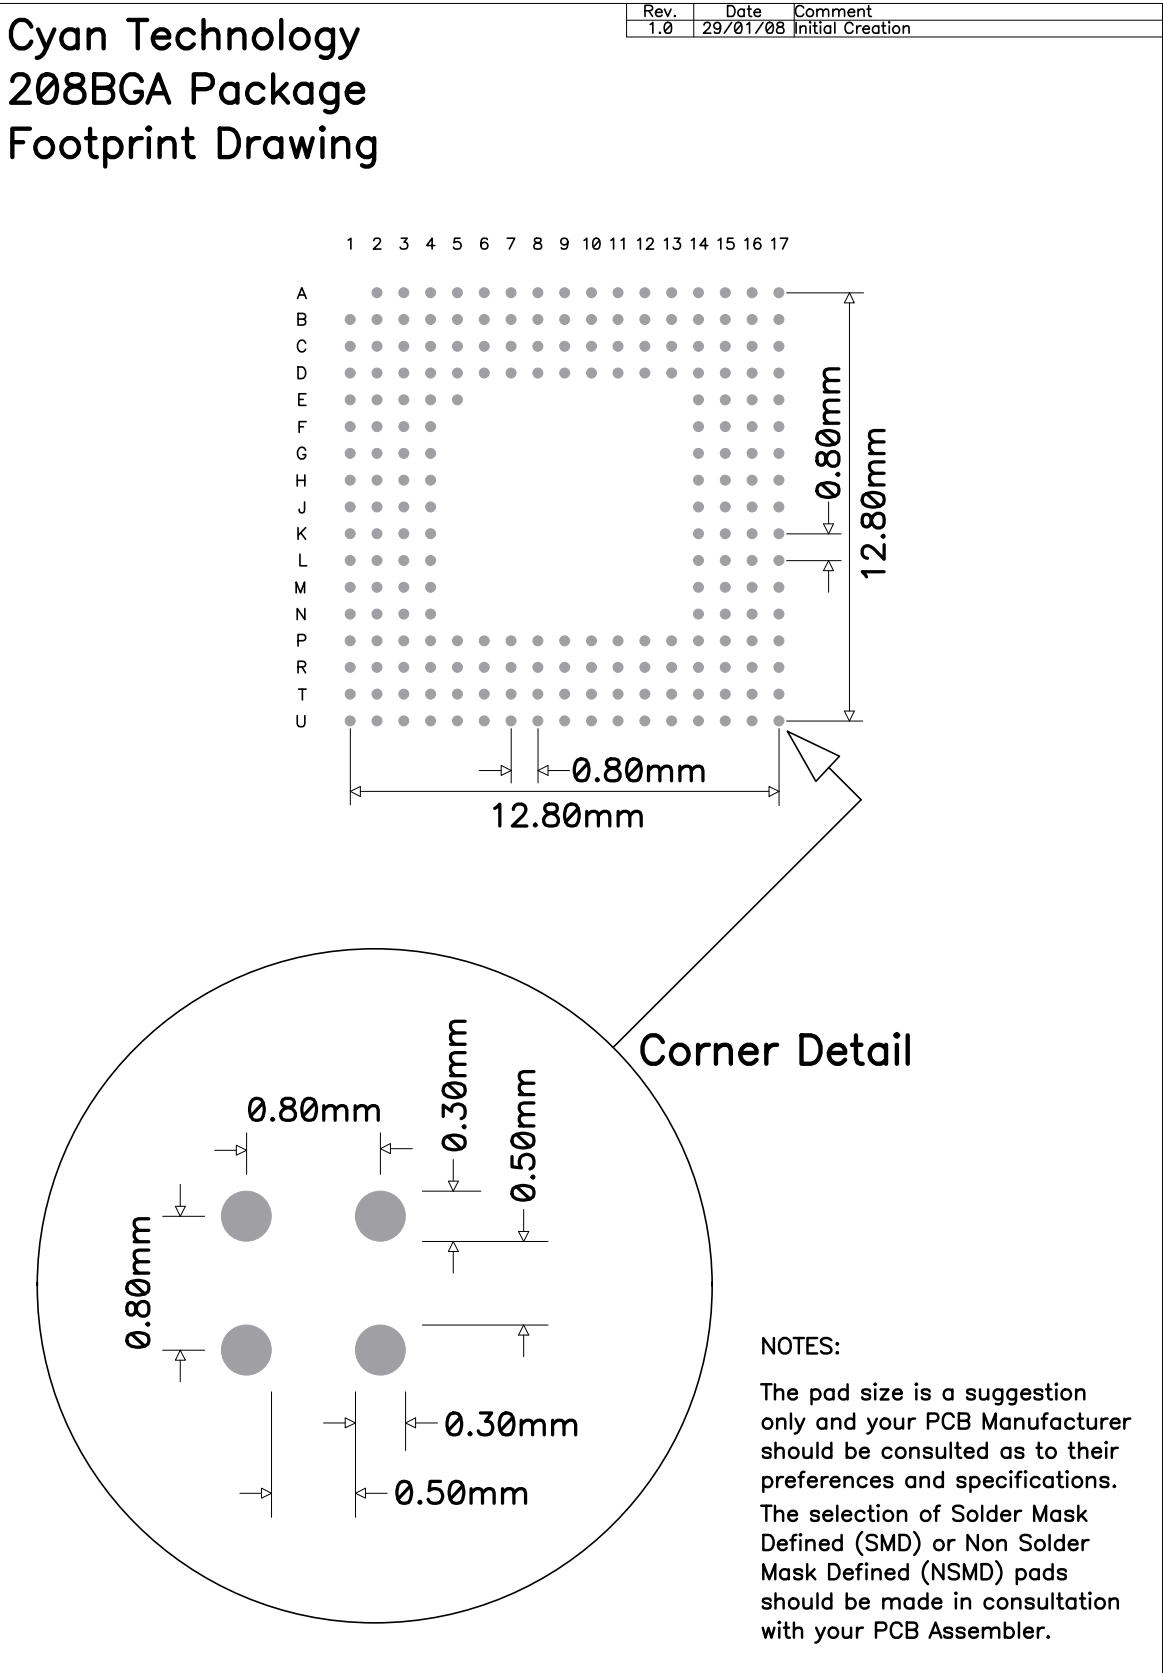 Cyan Technology
208BGA Package
Footprint Drawing
Rev. Date Comment
1.0 29/01/08 Initial Creation
1 2 3 4 5 6 7 8 9 10 11 12 13 14 15 16 17
A
B
C
D
E
F
G
H
J
K
L
M
N
P
R
T
U
0.80mm
12.80mm
0.80mm
12.80mm
Corner Detail
0.80mm
0.30mm
0.50mm
0.80mm
0.30mm
0.50mm
NOTES:
The pad size is a suggestion
only and your PCB Manufacturer
should be consulted as to their
preferences and specifications.
The selection of Solder Mask
Defined (SMD) or Non Solder
Mask Defined (NSMD) pads
should be made in consultation
with your PCB Assembler.